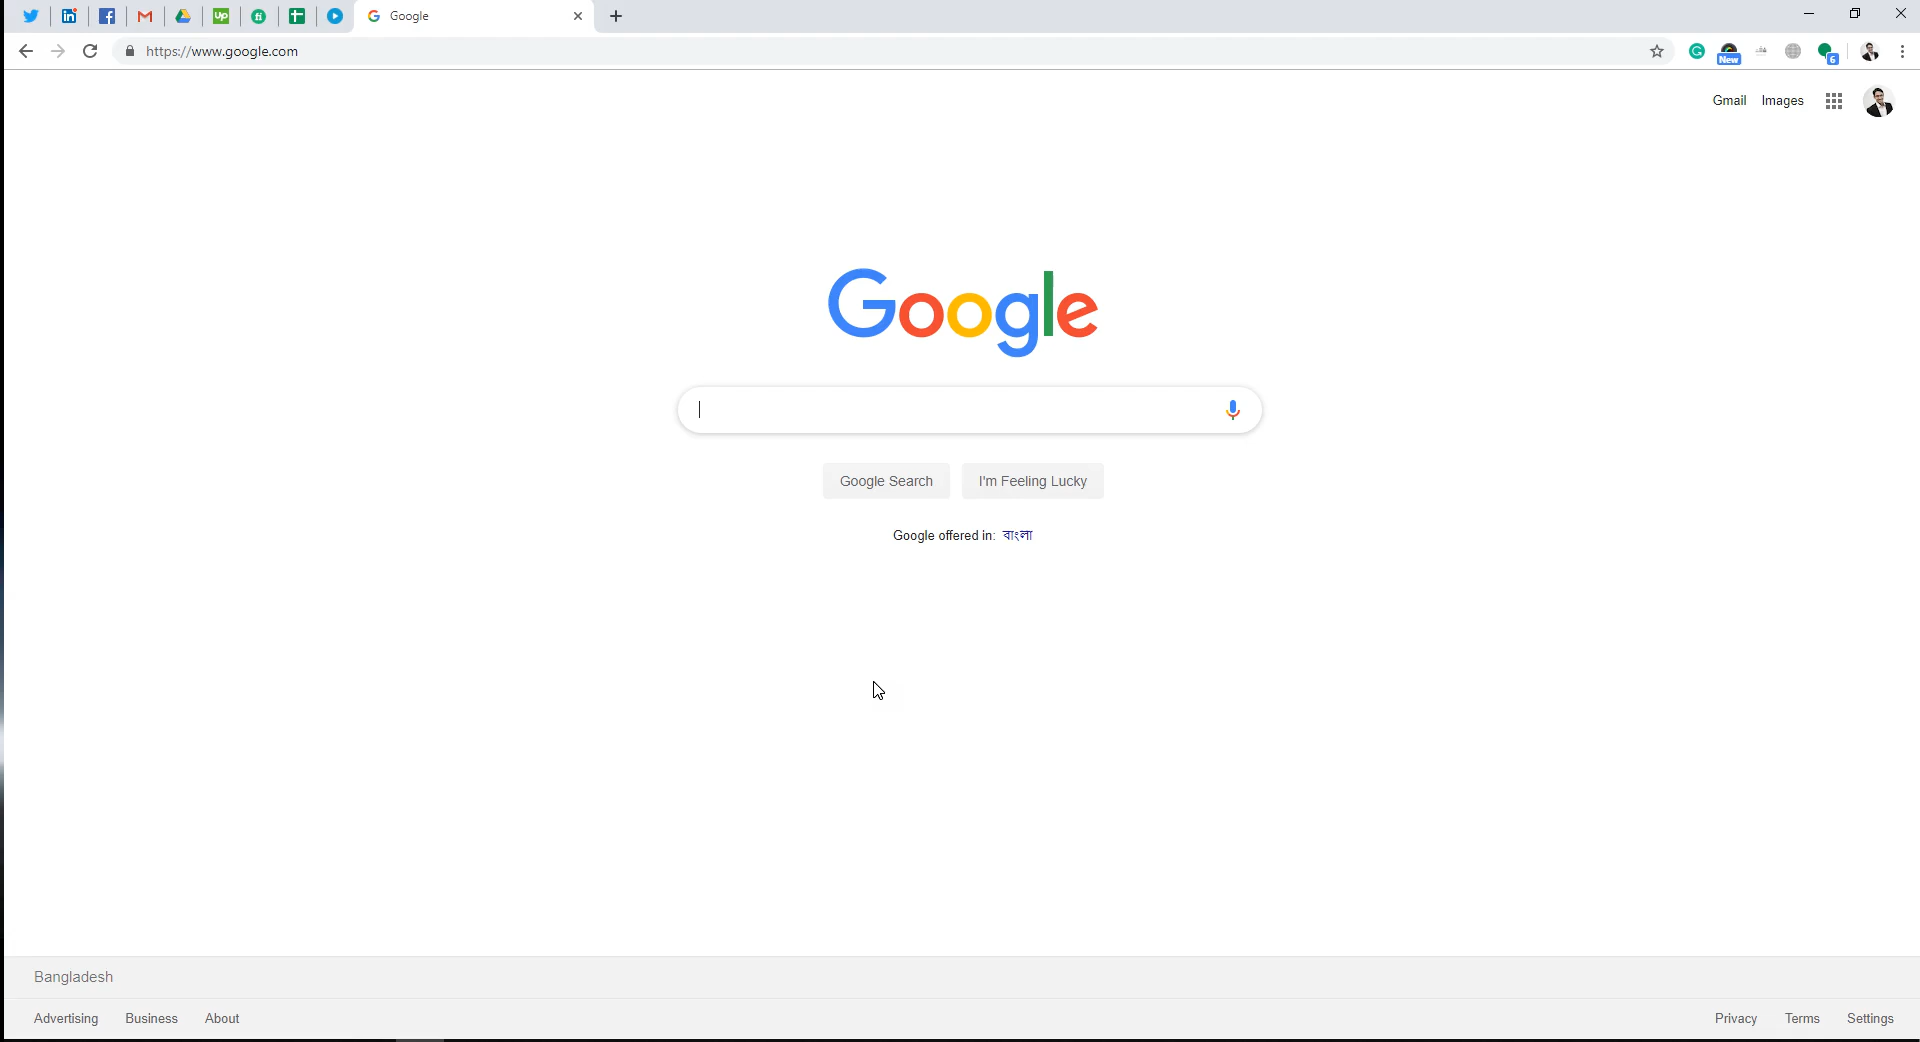 Google
https://www.google.com
New
6
Gmail Images
Google
Google Search I'm Feeling Lucky
Google offered in: বাংলা
Bangladesh
Advertising Business About Privacy Terms Settings